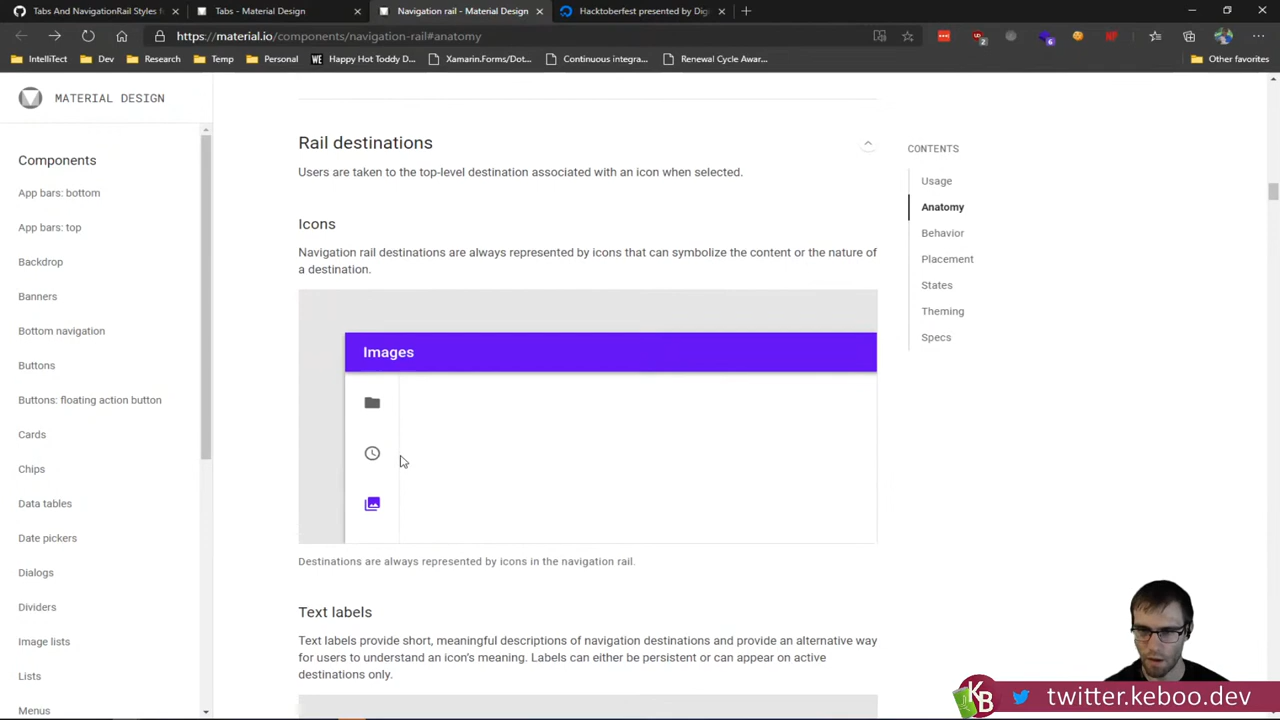 Tabs And NavigationRail Styles f
Tabs - Material Design
Navigation rail - Material Design
Hacktoberfest presented by Digi
https://material.io/components/navigation-rail#anatomy
2
6
IntelliTect
Dev
Research
Temp
Personal
WE
Happy Hot Toddy D...
Xamarin.Forms/Dot...
Continuous integra...
Renewal Cycle Awa...
Other favorites
MATERIAL DESIGN
Components
App bars: bottom
App bars: top
Backdrop
Banners
Bottom navigation
Buttons
Buttons: floating action button
Cards
Chips
Data tables
Date pickers
Dialogs
Dividers
Image lists
Lists
Menus
Rail destinations
Users are taken to the top-level destination associated with an icon when selected.
Icons
Navigation rail destinations are always represented by icons that can symbolize the content or the nature of
a destination.
Images
Destinations are always represented by icons in the navigation rail.
Text labels
Text labels provide short, meaningful descriptions of navigation destinations and provide an alternative way
for users to understand an icon's meaning. Labels can either be persistent or can appear on active
destinations only.
CONTENTS
Usage
Anatomy
Behavior
Placement
States
Theming
Specs
KB
twitter.keboo.dev